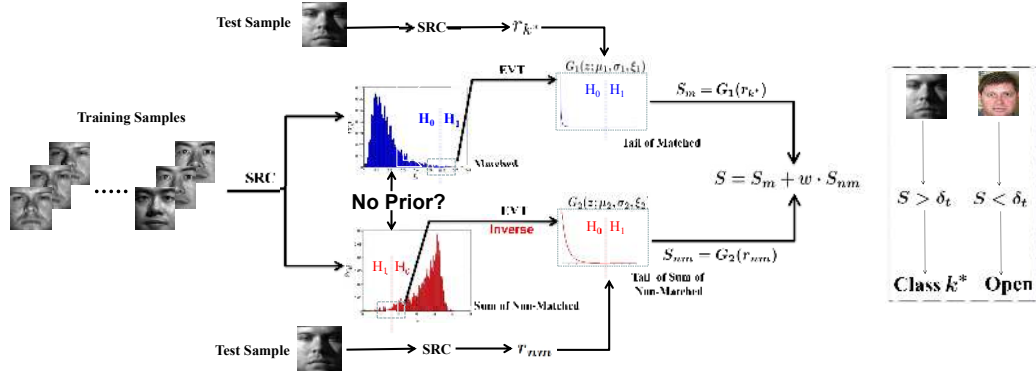 Test Sample
SRC
r_{k*}
EVT
G_1(z; μ_1, σ_1, ξ_1)
H_0 H_1
S_m = G_1(r_{k*})
Tail of Matched
Training Samples
H_0 H_1
Matched
SRC
No Prior?
S = S_m + w · S_{nm}
S > δ_t
S < δ_t
EVT
Inverse
G_2(z; μ_2, σ_2, ξ_2
H_0 H_1
S_{nm} = G_2(r_{nm})
H_1 H_0
Sum of Non-Matched
Tail of Sum of
Non-Matched
Class k*
Open
Test Sample
SRC
r_{nm}